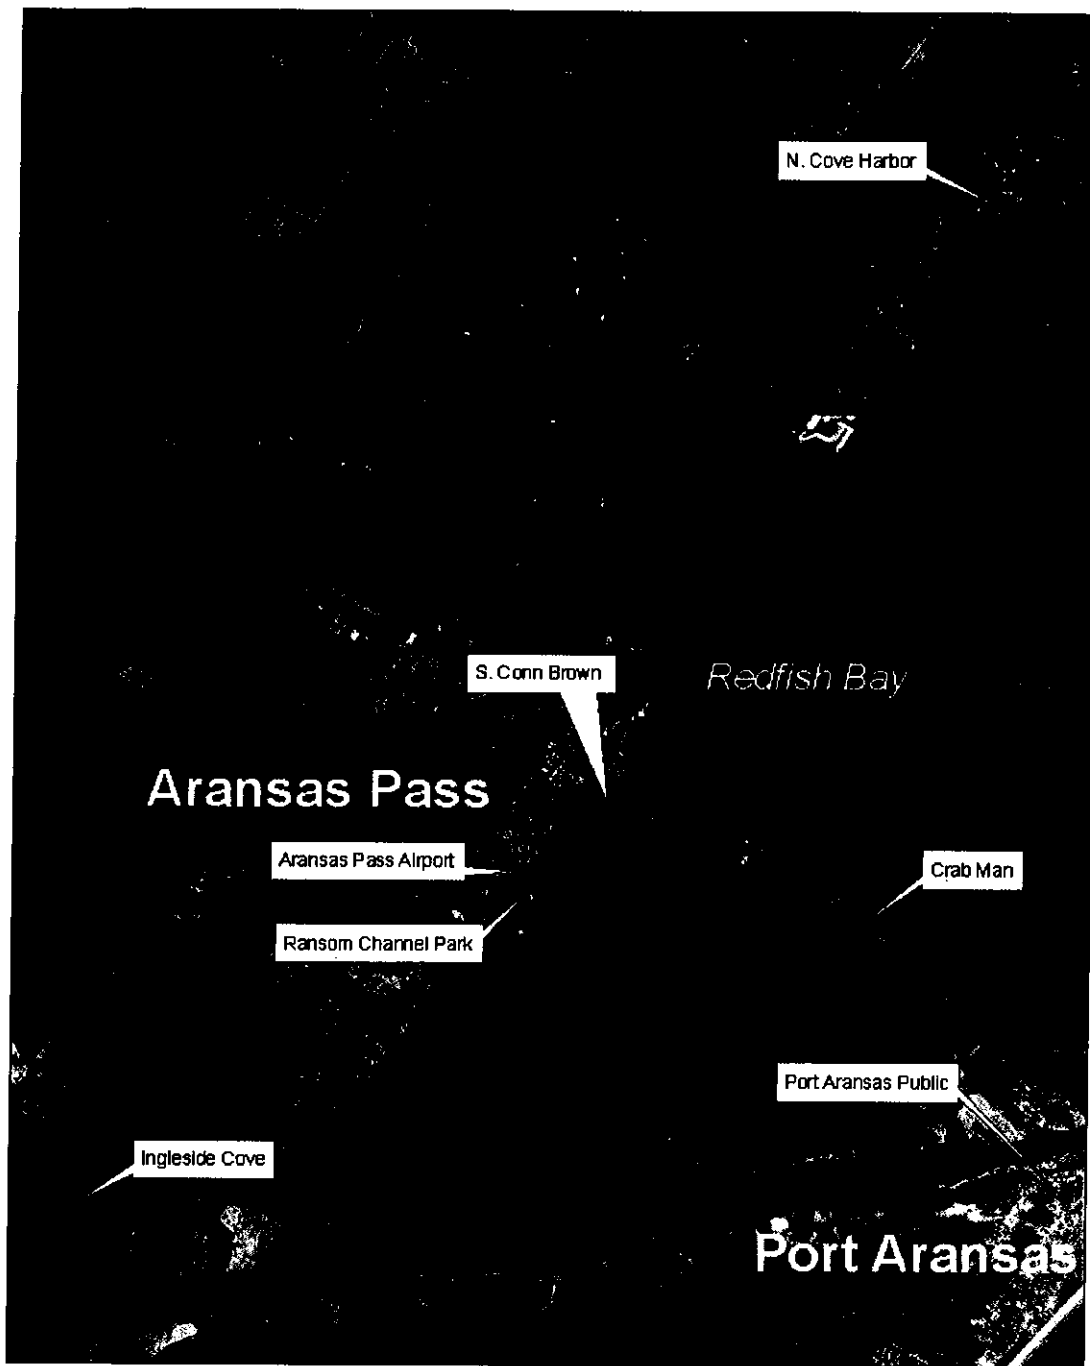 N. Cove Harbor
S. Conn Brown
Redfish Bay
Aransas Pass
Aransas Pass Airport
Crab Man
Ransom Channel Park
Port Aransas Public
Ingleside Cove
Port Aransas